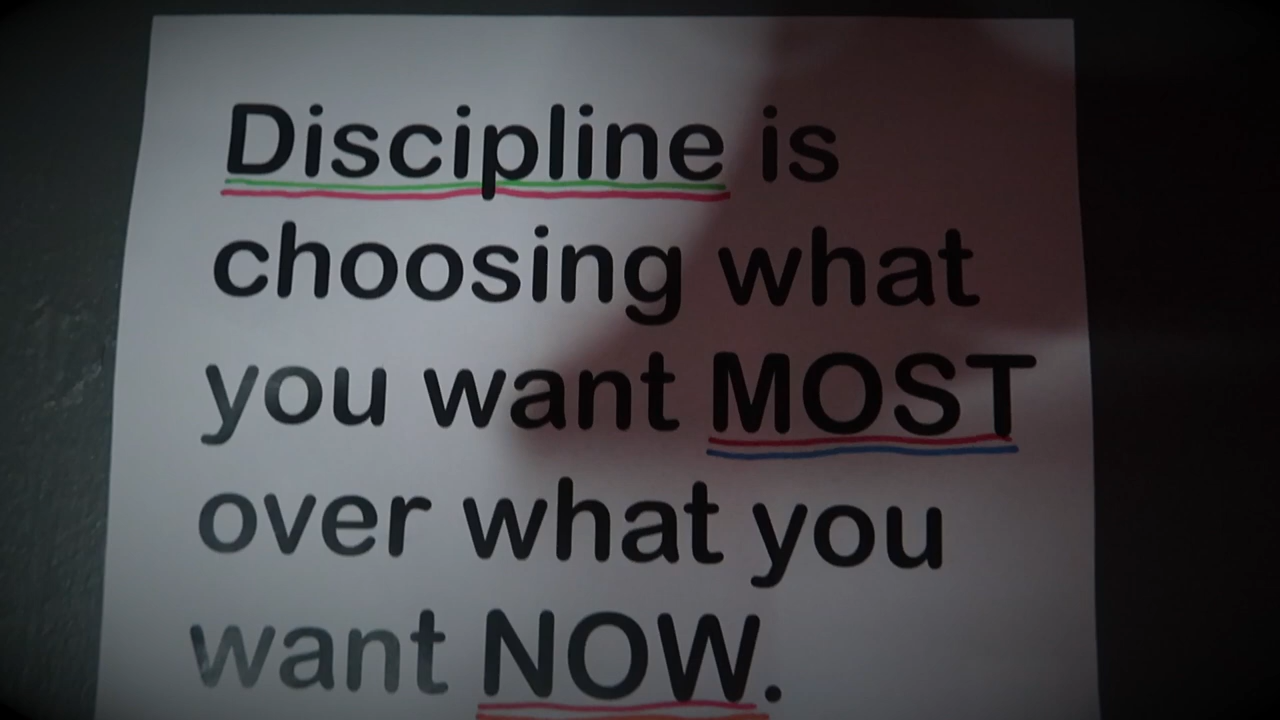 Discipline is
choosing what
you want MOST
over what you
want NOW.